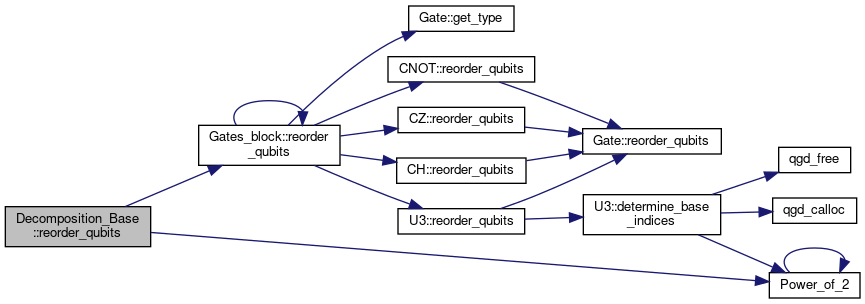 Decomposition_Base
::reorder_qubits
Gates_block::reorder
_qubits
Gate::get_type
CNOT::reorder_qubits
CZ::reorder_qubits
CH::reorder_qubits
U3::reorder_qubits
Gate::reorder_qubits
U3::determine_base
_indices
qgd_free
qgd_calloc
Power_of_2